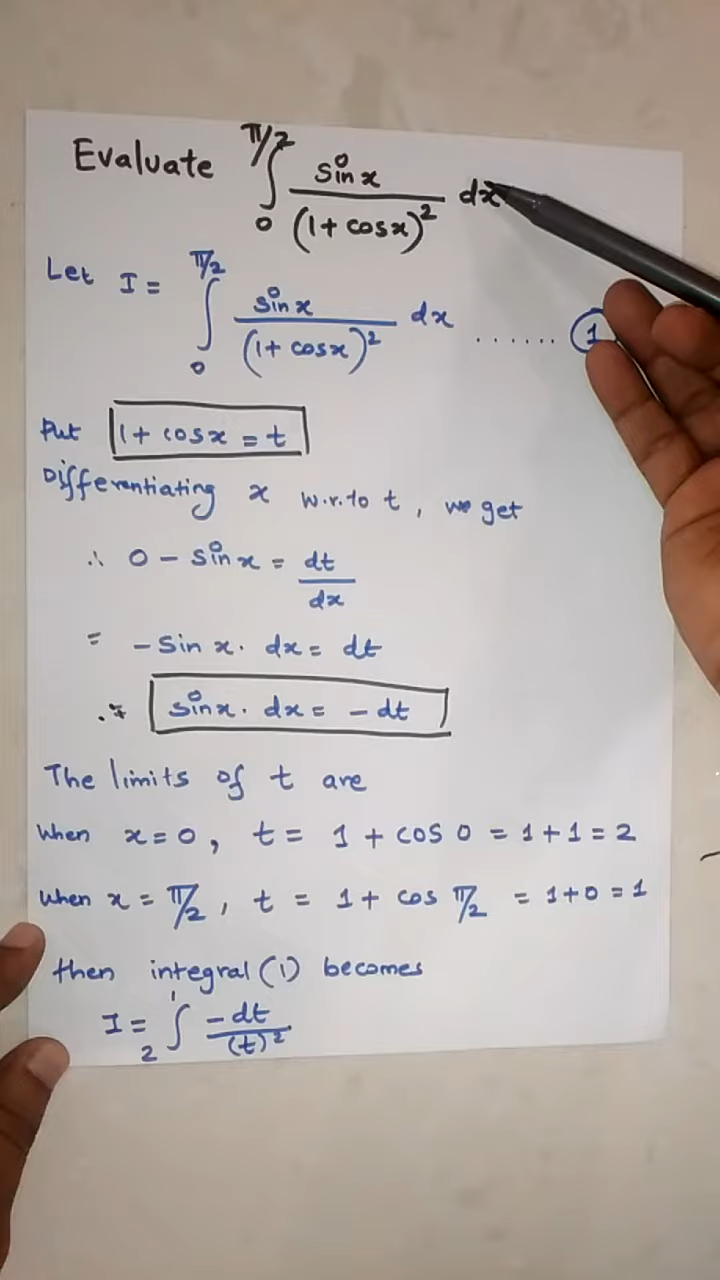 Evaluate ∫₀^{π/2} sin x / (1 + cos x)² dx
Let I = ∫₀^{π/2} sin x / (1 + cos x)² dx ...... 1
Put 1 + cos x = t
Differentiating x w.r.to t, we get
∴ 0 - sin x = dt/dx
= - Sin x. dx = dt
∴ sin x. dx = - dt
The limits of t are
When x = 0, t = 1 + cos 0 = 1 + 1 = 2
When x = π/2, t = 1 + cos π/2 = 1 + 0 = 1
then integral (1) becomes
I = ∫₂¹ -dt / (t)²